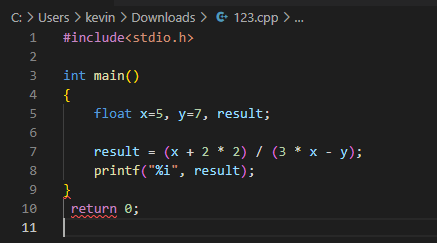 C: > Users > kevin > Downloads > 123.cpp > ...
1 #include<stdio.h>
2
3 int main()
4 {
5     float x=5, y=7, result;
6
7     result = (x + 2 * 2) / (3 * x - y);
8     printf("%i", result);
9 }
10  return 0;
11